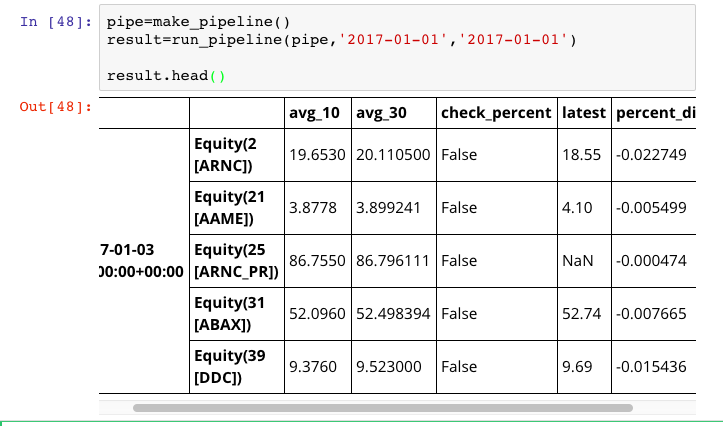 In [48]:
pipe=make_pipeline()
result=run_pipeline(pipe,'2017-01-01','2017-01-01')
result.head()
Out[48]:
avg_10 avg_30 check_percent latest percent_di
Equity(2
[ARNC]) 19.6530 20.110500 False 18.55 -0.022749
Equity(21
[AAME]) 3.8778 3.899241 False 4.10 -0.005499
7-01-03
00:00+00:00
Equity(25
[ARNC_PR]) 86.7550 86.796111 False NaN -0.000474
Equity(31
[ABAX]) 52.0960 52.498394 False 52.74 -0.007665
Equity(39
[DDC]) 9.3760 9.523000 False 9.69 -0.015436